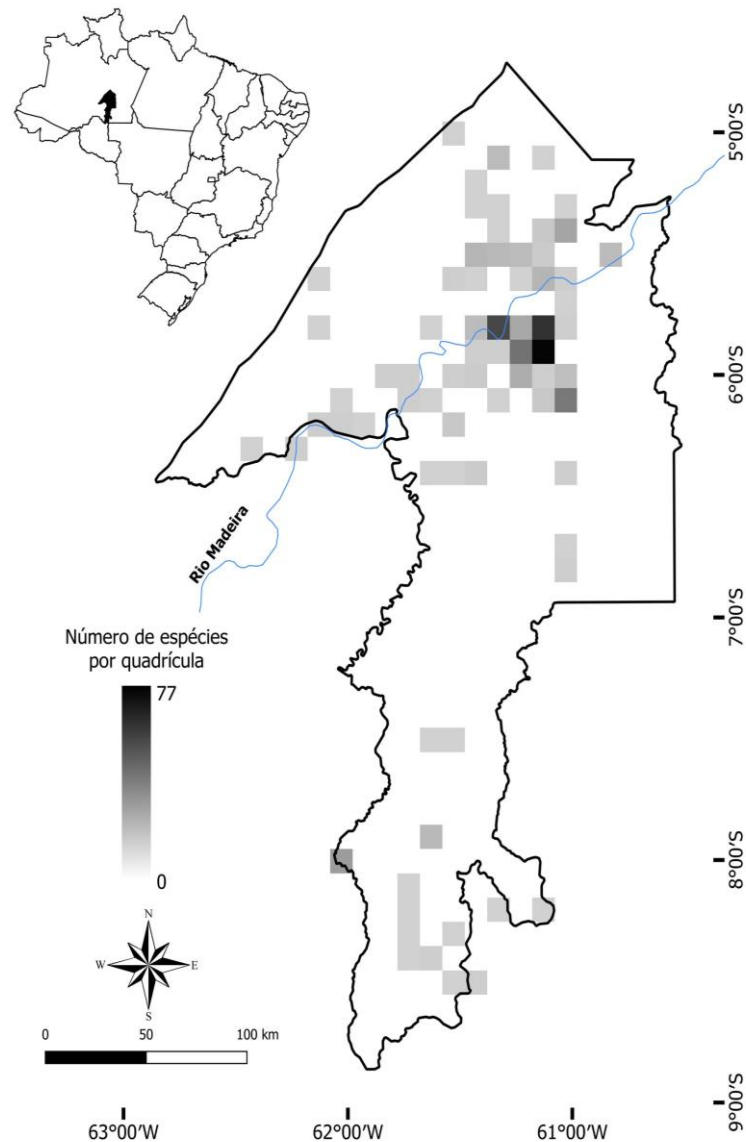 5°00'S
6°00'S
Rio Madeira
7°00'S
Número de espécies
por quadrícula
77
0
8°00'S
N
W
E
S
0 50 100 km
9°00'S
63°00'W 62°00'W 61°00'W